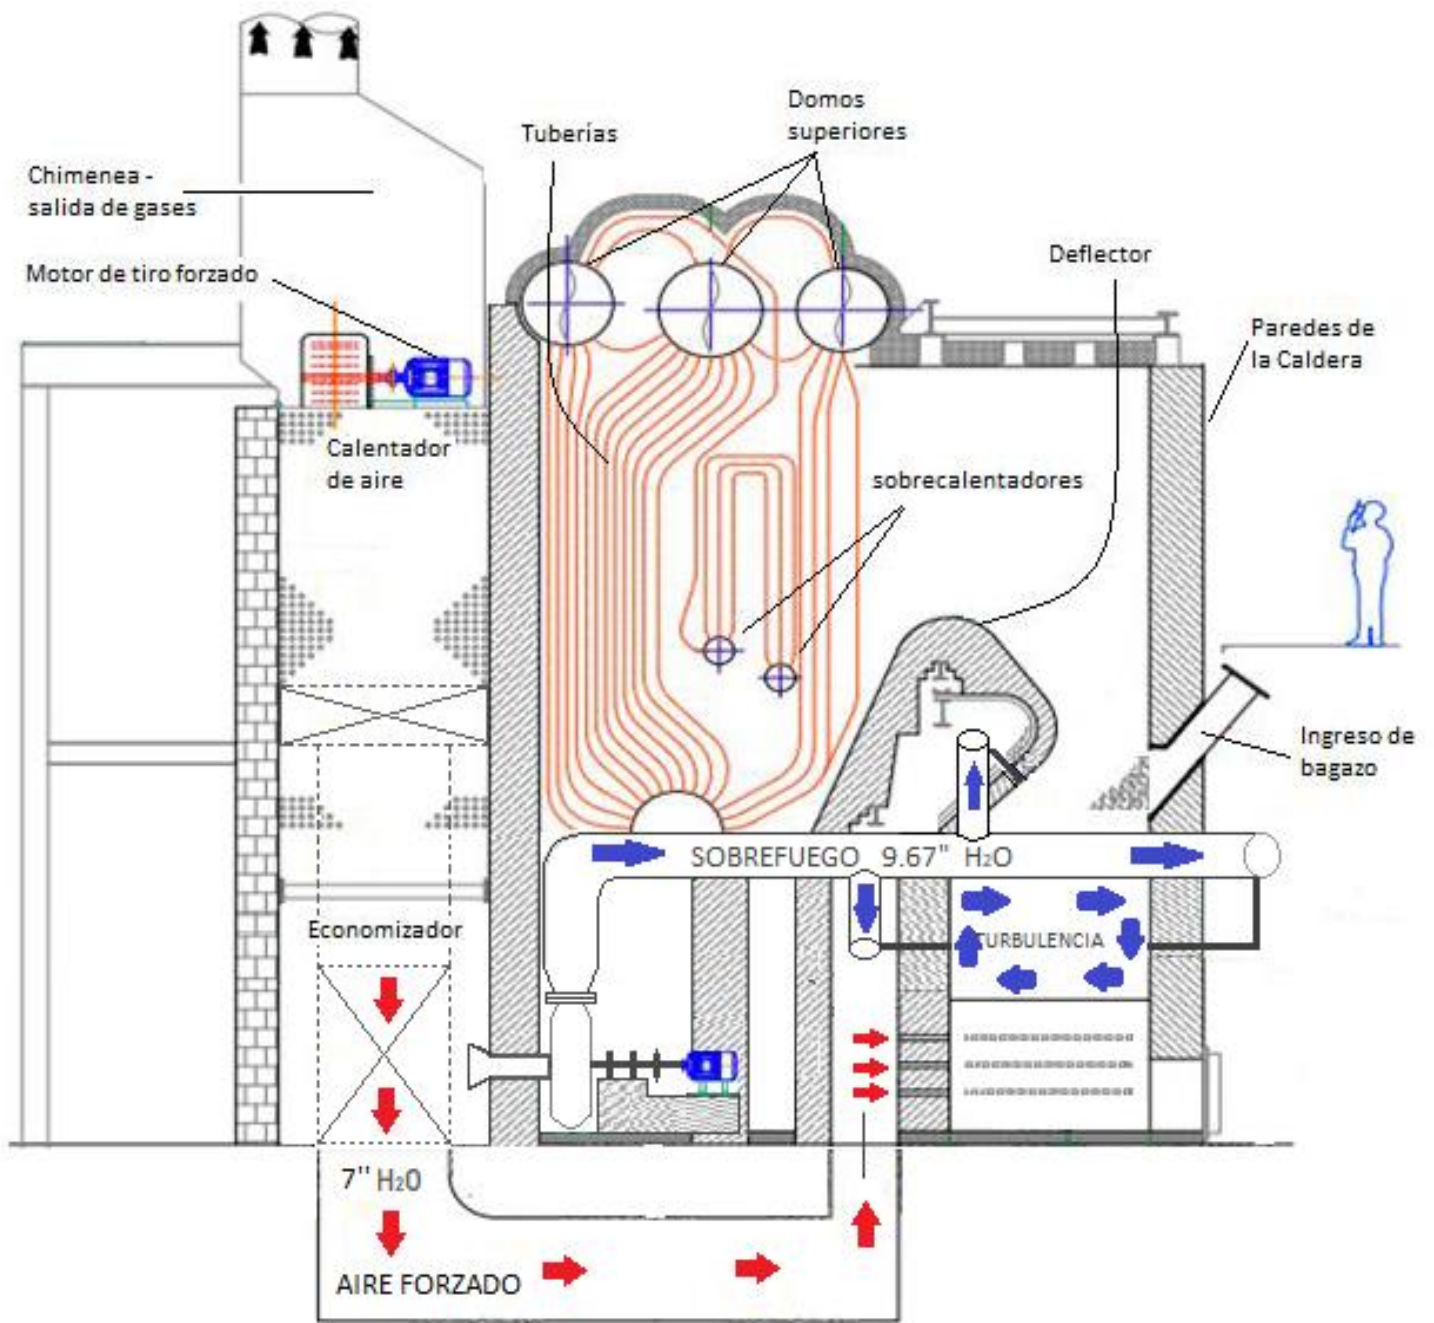 Domos
superiores
Tuberías
Chimenea -
salida de gases
Motor de tiro forzado
Deflector
Paredes de
la Caldera
Calentador
de aire
sobrecalentadores
Ingreso de
bagazo
SOBREFUEGO 9.67" H2O
Economizador
TURBULENCIA
7" H20
AIRE FORZADO